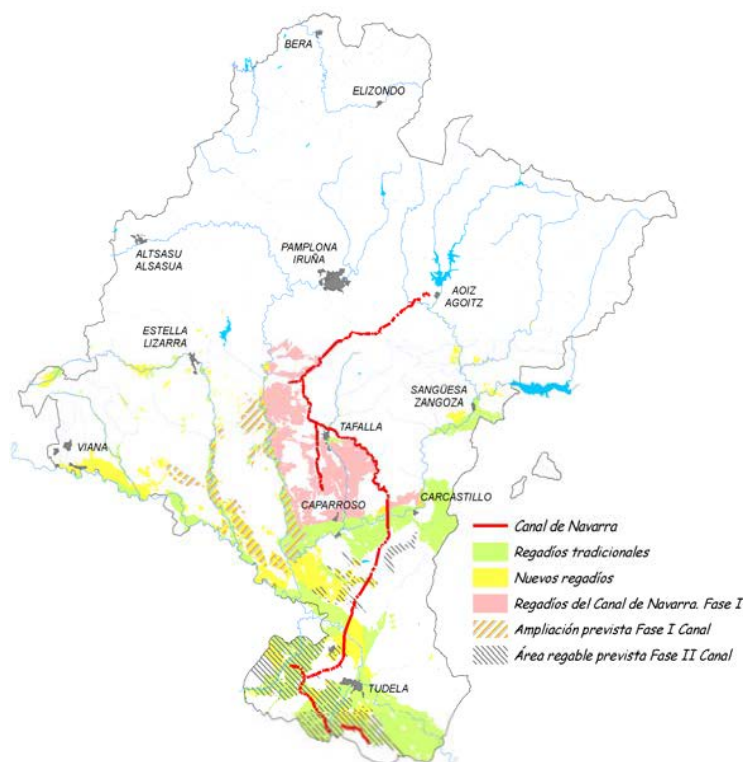 BERA
ELIZONDO
ALTSASU
ALSASUA
PAMPLONA
IRUÑA
AOIZ
AGOITZ
ESTELLA
LIZARRA
SANGÜESA
ZANGOZA
TAFALLA
VIANA
CAPARROSO
CARCASTILLO
Canal de Navarra
Regadíos tradicionales
Nuevos regadíos
Regadíos del Canal de Navarra. Fase I
Ampliación prevista Fase I Canal
Área regable prevista Fase II Canal
TUDELA